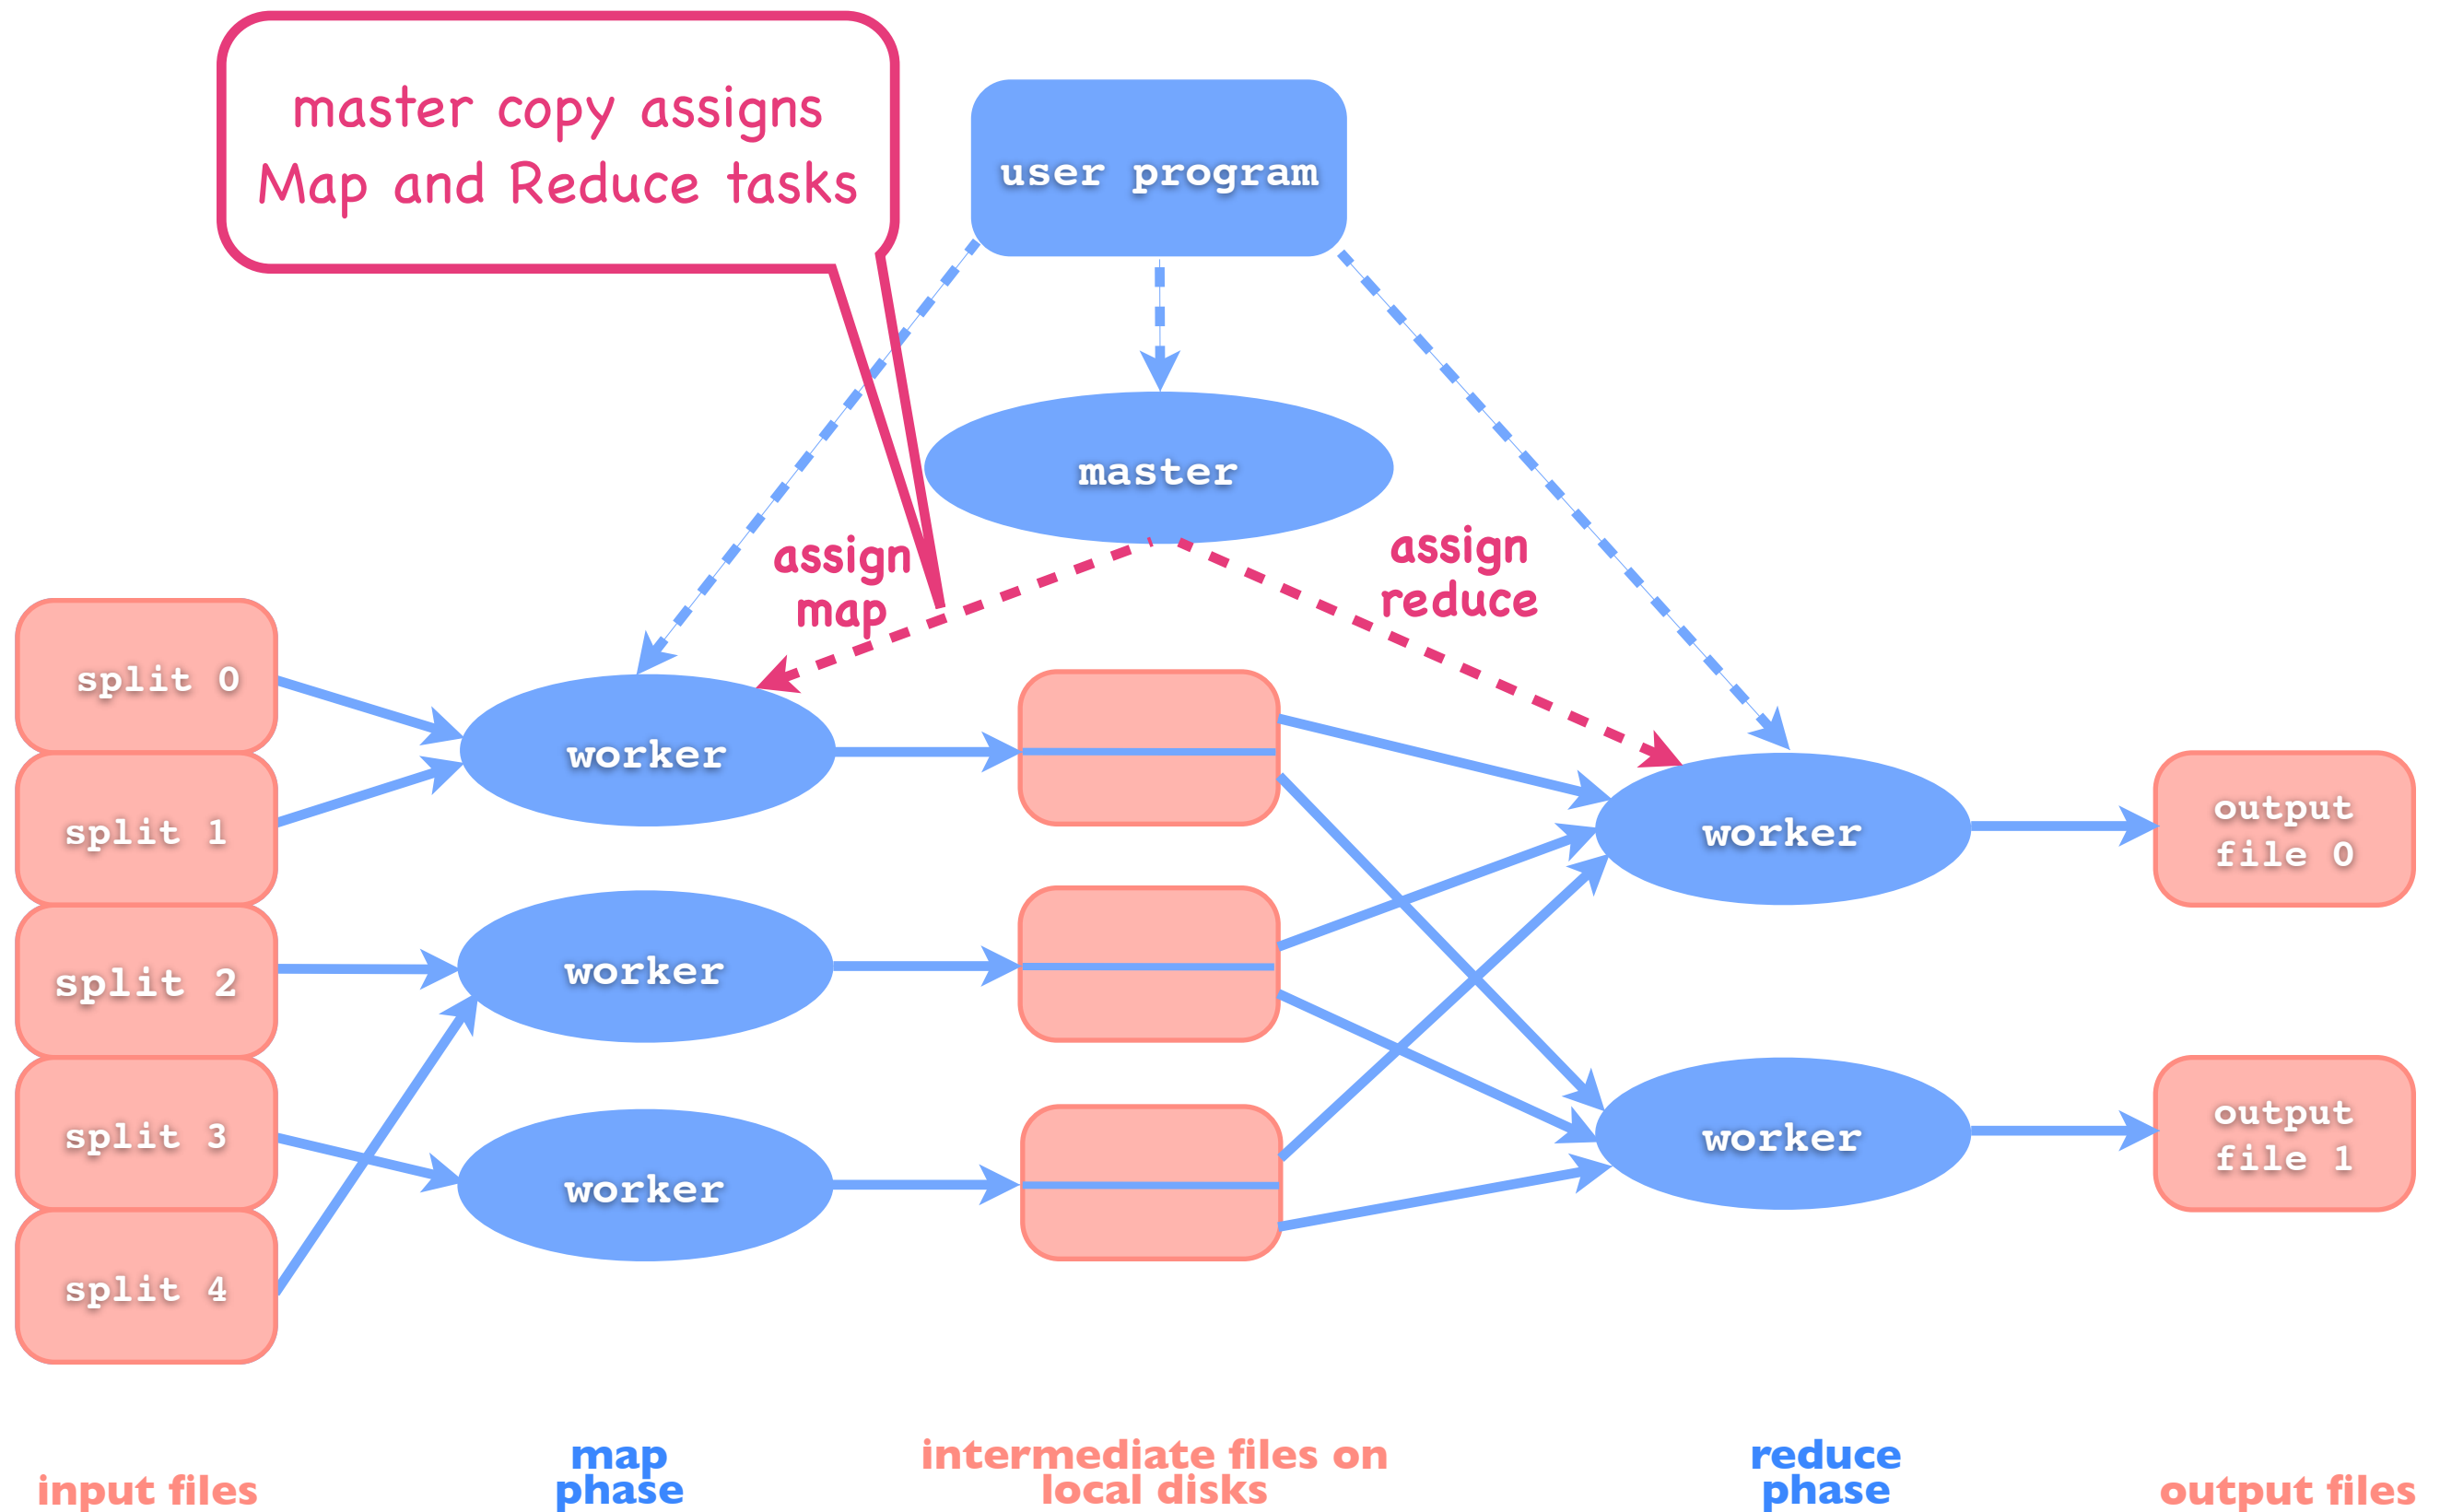 master copy assigns
Map and Reduce tasks
user program
master
assign
map
assign
reduce
split 0
split 1
split 2
split 3
split 4
worker
worker
worker
worker
worker
output
file 0
output
file 1
input files
map
phase
intermediate files on
local disks
reduce
phase
output files